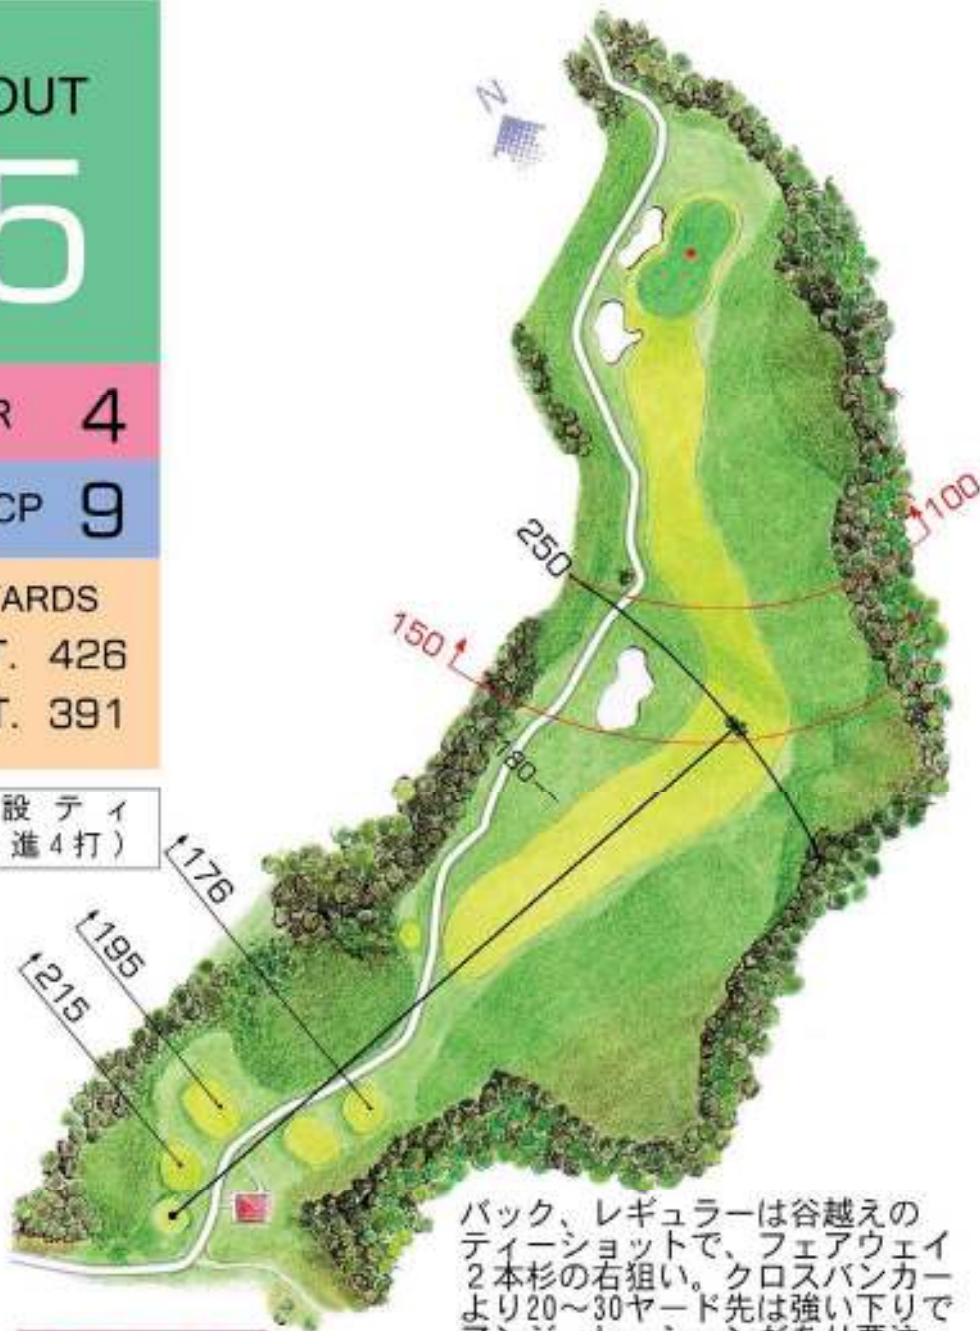 OUT
5
R 4
CP 9
ARDS
T. 426
T. 391
設 ティ
進4打）
N
100
250
150
180
176
195
215
バック、レギュラーは谷越えの
ティーショットで、フェアウェイ
2本杉の右狙い。クロスバンカー
より20～30ヤード先は強い下りで